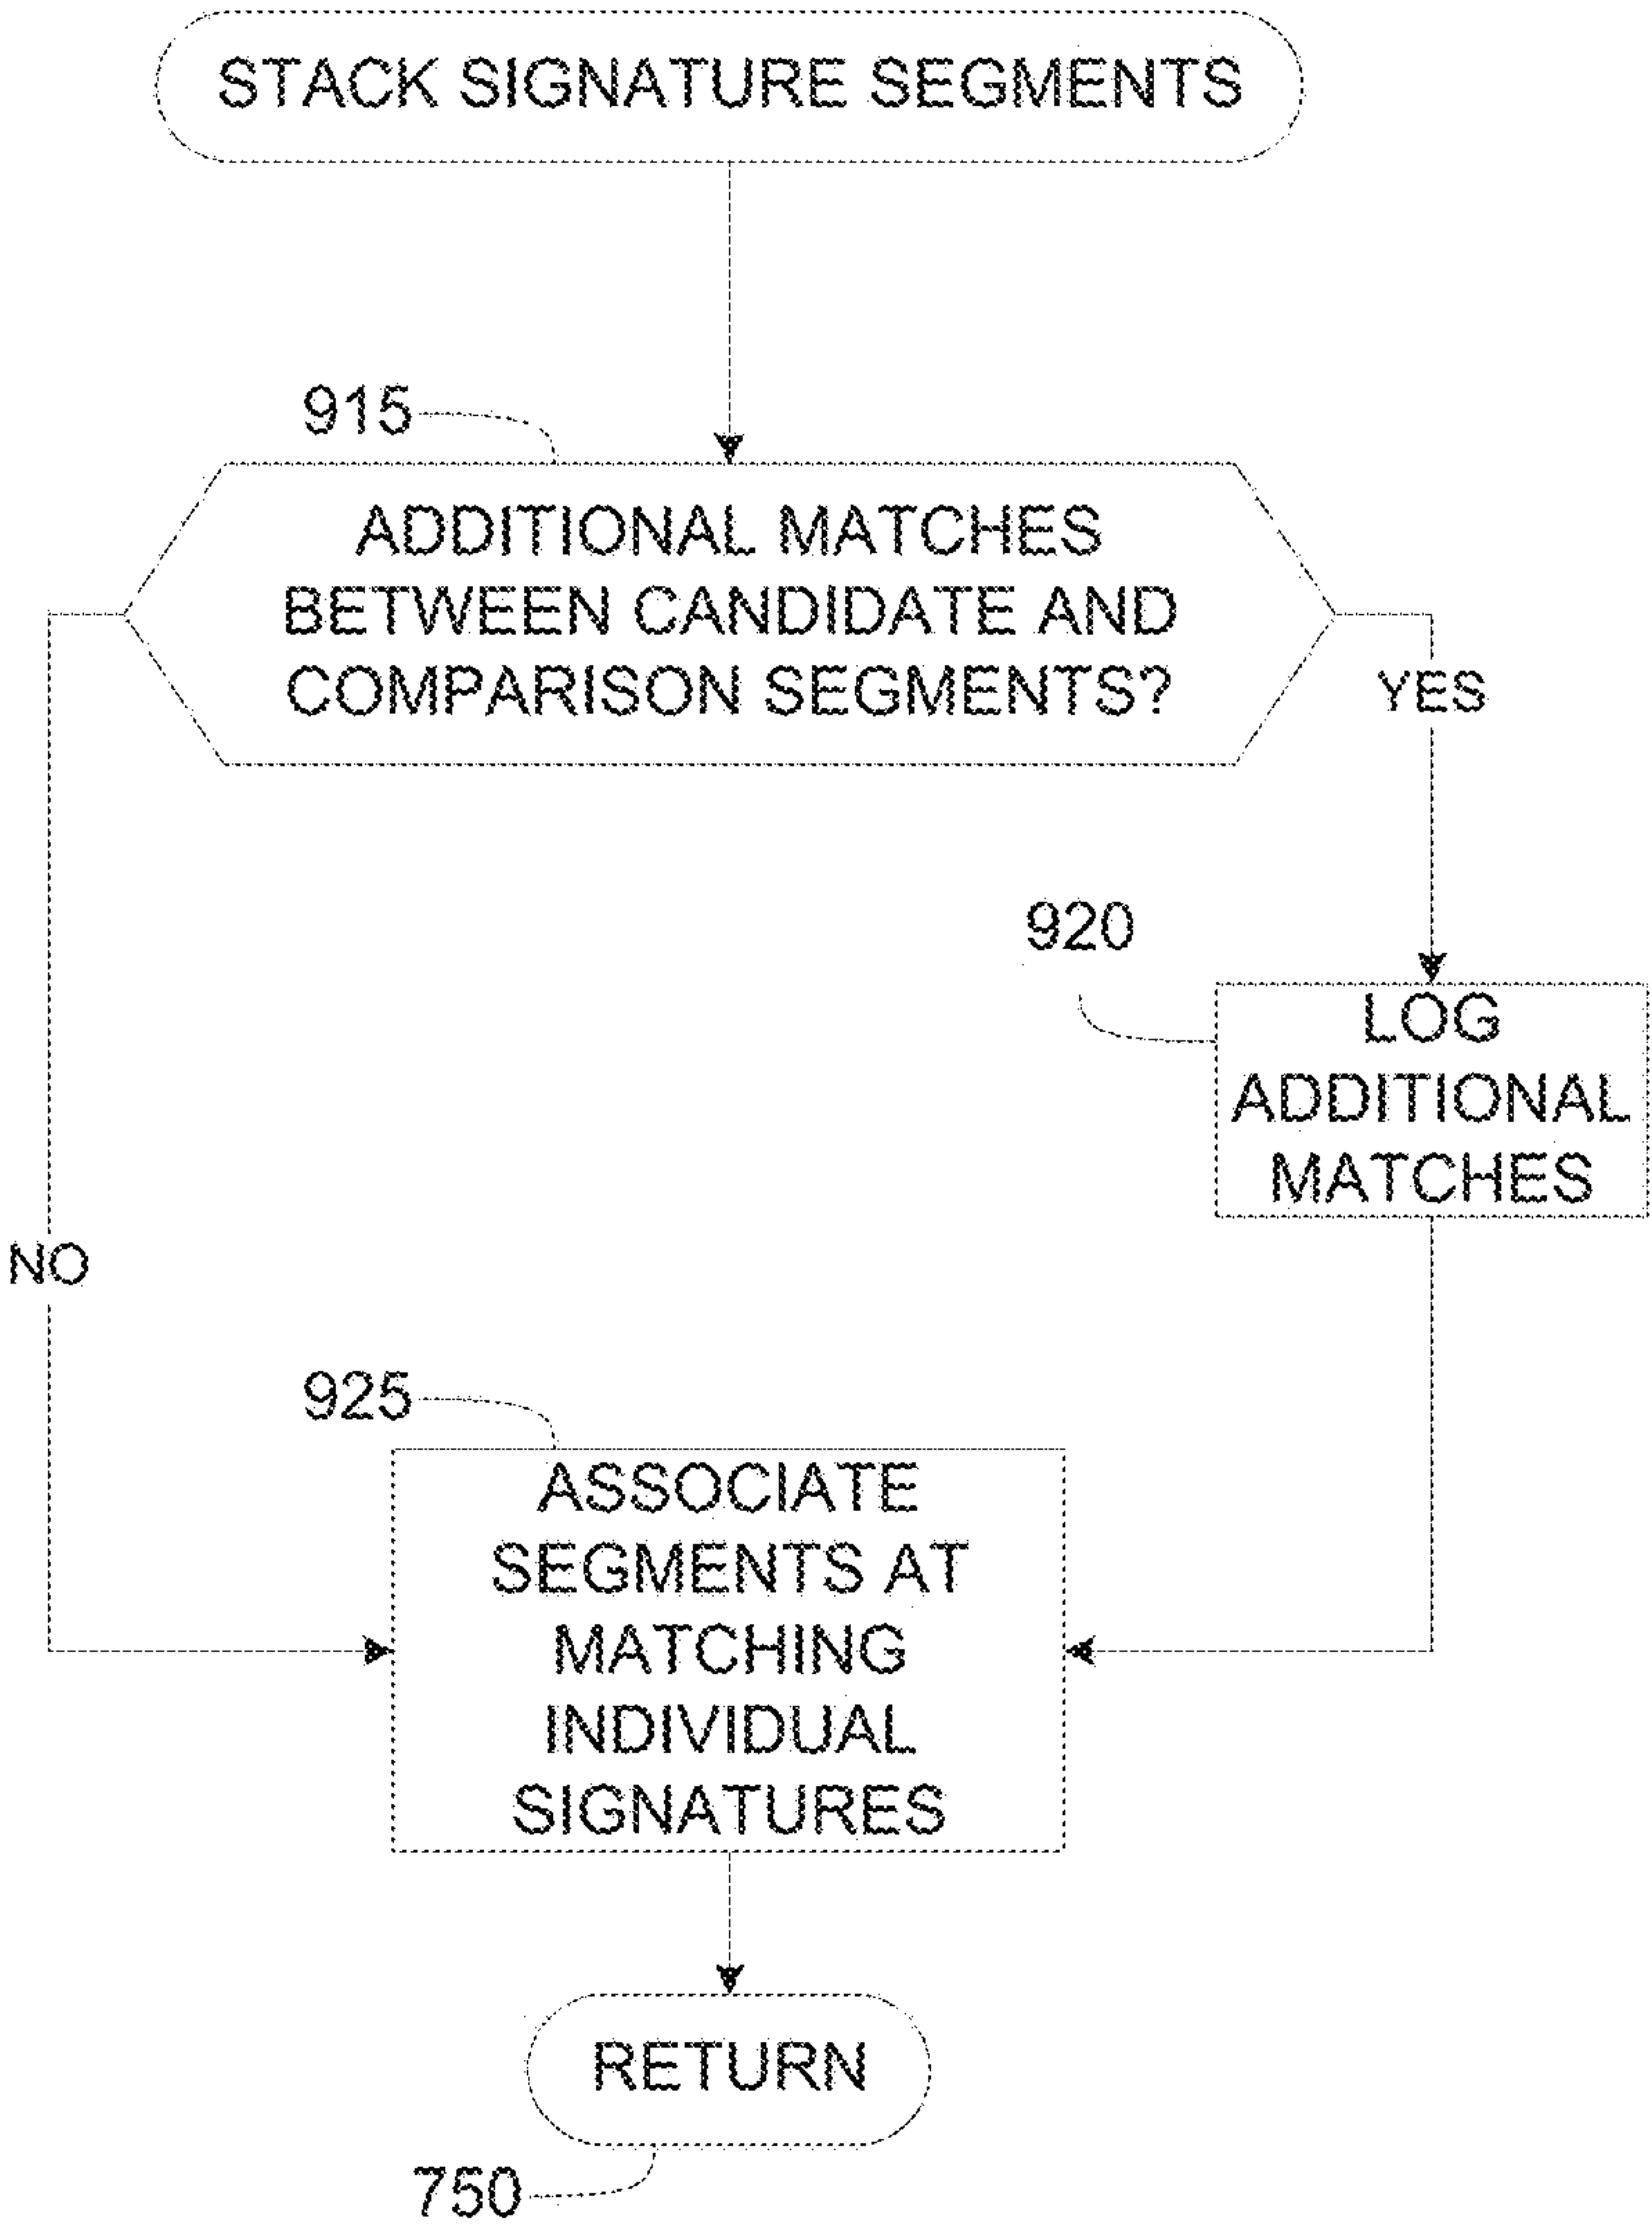 STACK SIGNATURE SEGMENTS
915
ADDITIONAL MATCHES
BETWEEN CANDIDATE AND
COMPARISON SEGMENTS?
YES
920
LOG
ADDITIONAL
MATCHES
NO
925
ASSOCIATE
SEGMENTS AT
MATCHING
INDIVIDUAL
SIGNATURES
RETURN
750